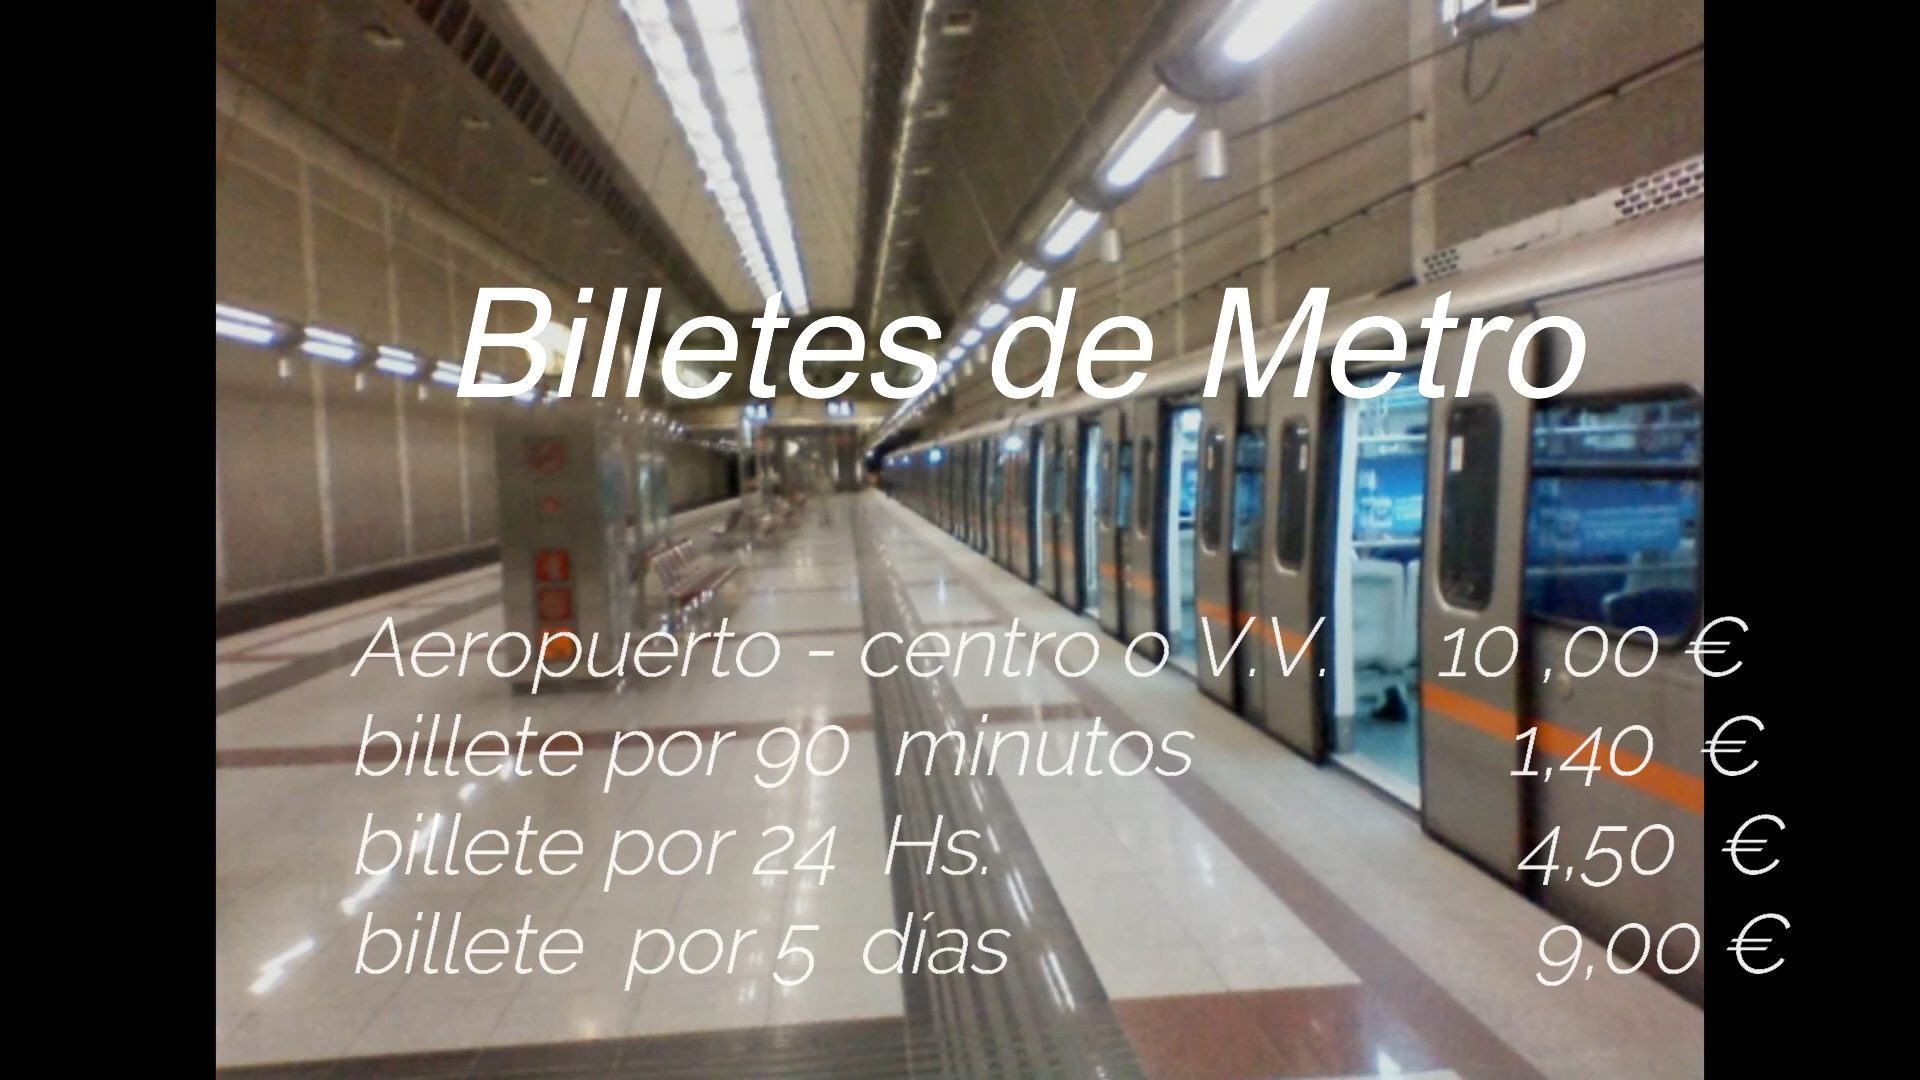 Billetes de Metro
Aeropuerto - centro o V.V. 10 ,00 €
billete por 90 minutos 1,40 €
billete por 24 Hs. 4,50 €
billete por 5 días 9,00 €